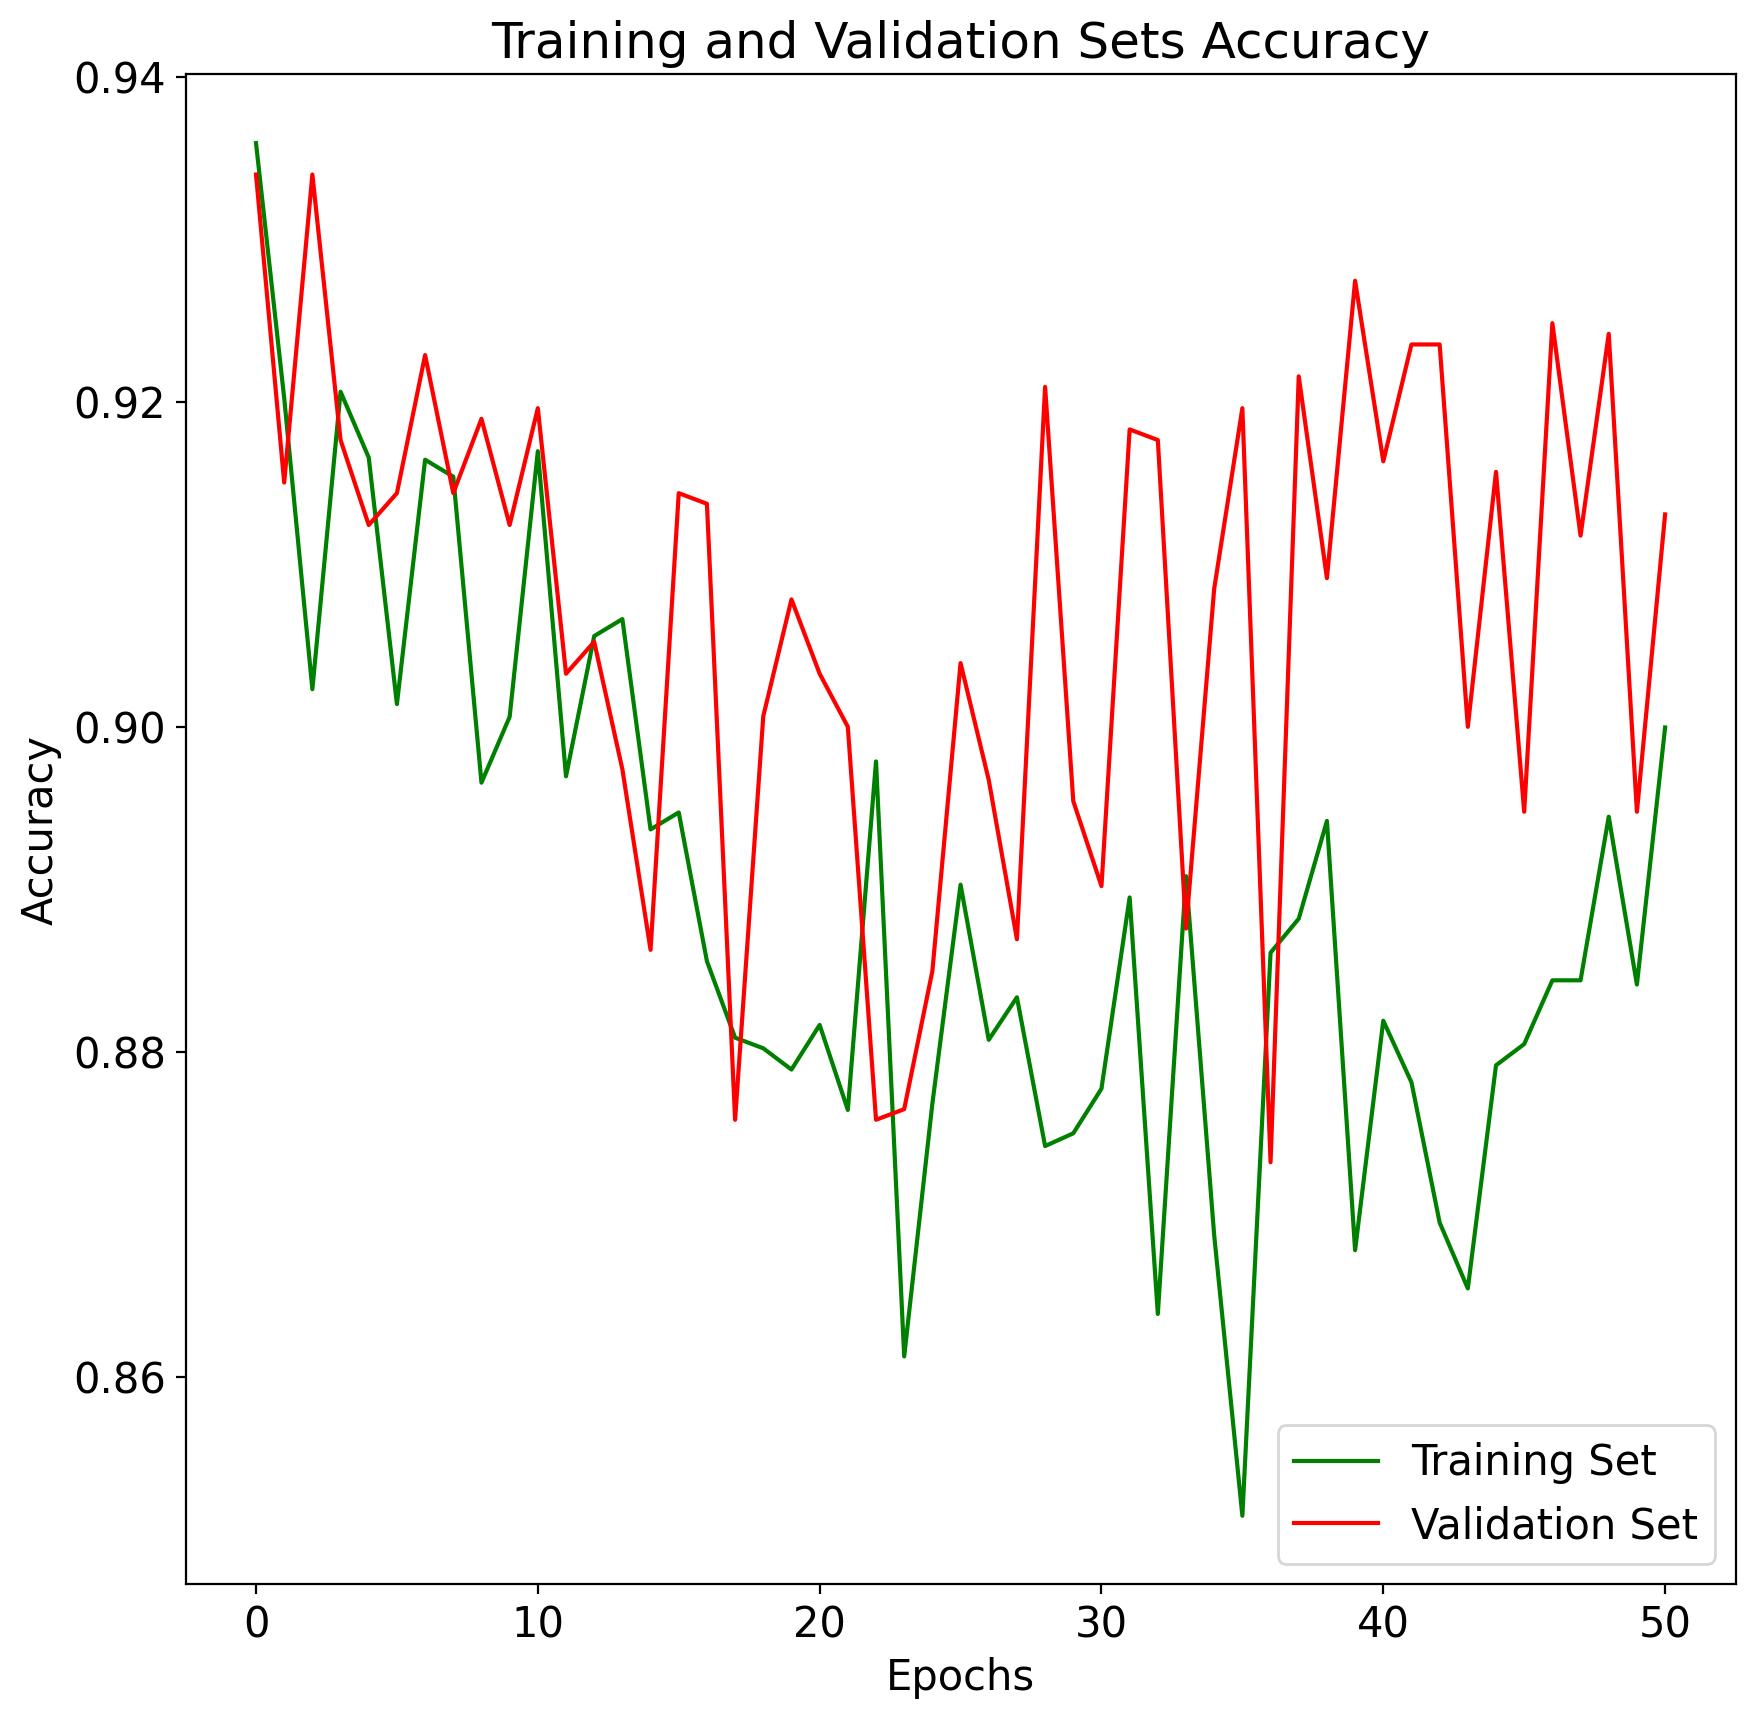 Training and Validation Sets Accuracy
0.94
0.92
0.90
0.88
0.86
Accuracy
0 10 20 30 40 50
Epochs
Training Set
Validation Set